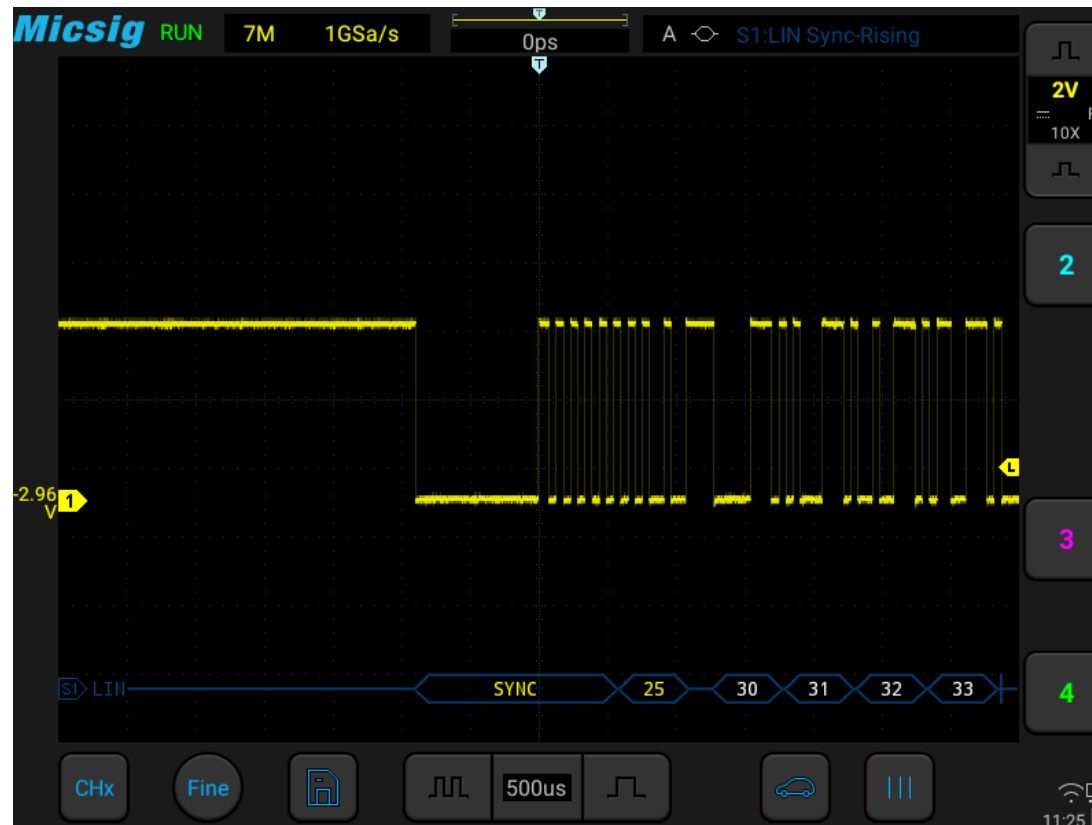 Micsig RUN 7M 1GSa/s 0ps A S1:LIN Sync-Rising
T
T
2V
10X
2
L
-2.96
V
1
3
S1 LIN SYNC 25 30 31 32 33
4
CHx Fine 500us
11:25